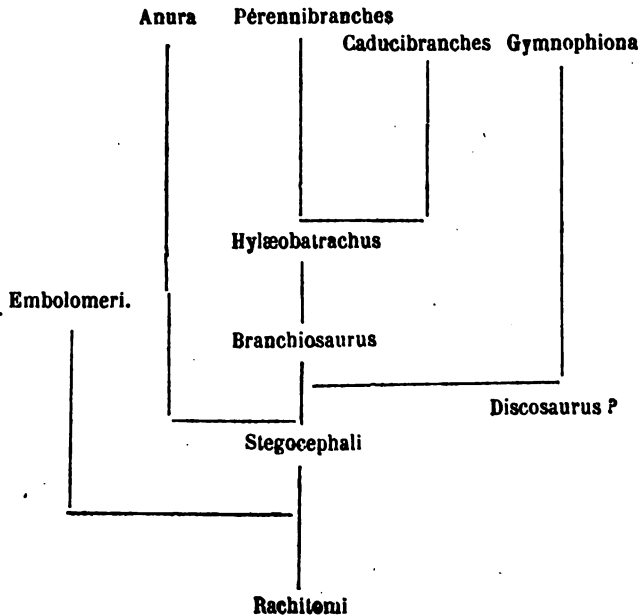 Anura Pérennibranches
Caducibranches Gymnophiona
Hylæobatrachus
Embolomeri.
Branchiosaurus
Discosaurus ?
Stegocephali
Rachitomi